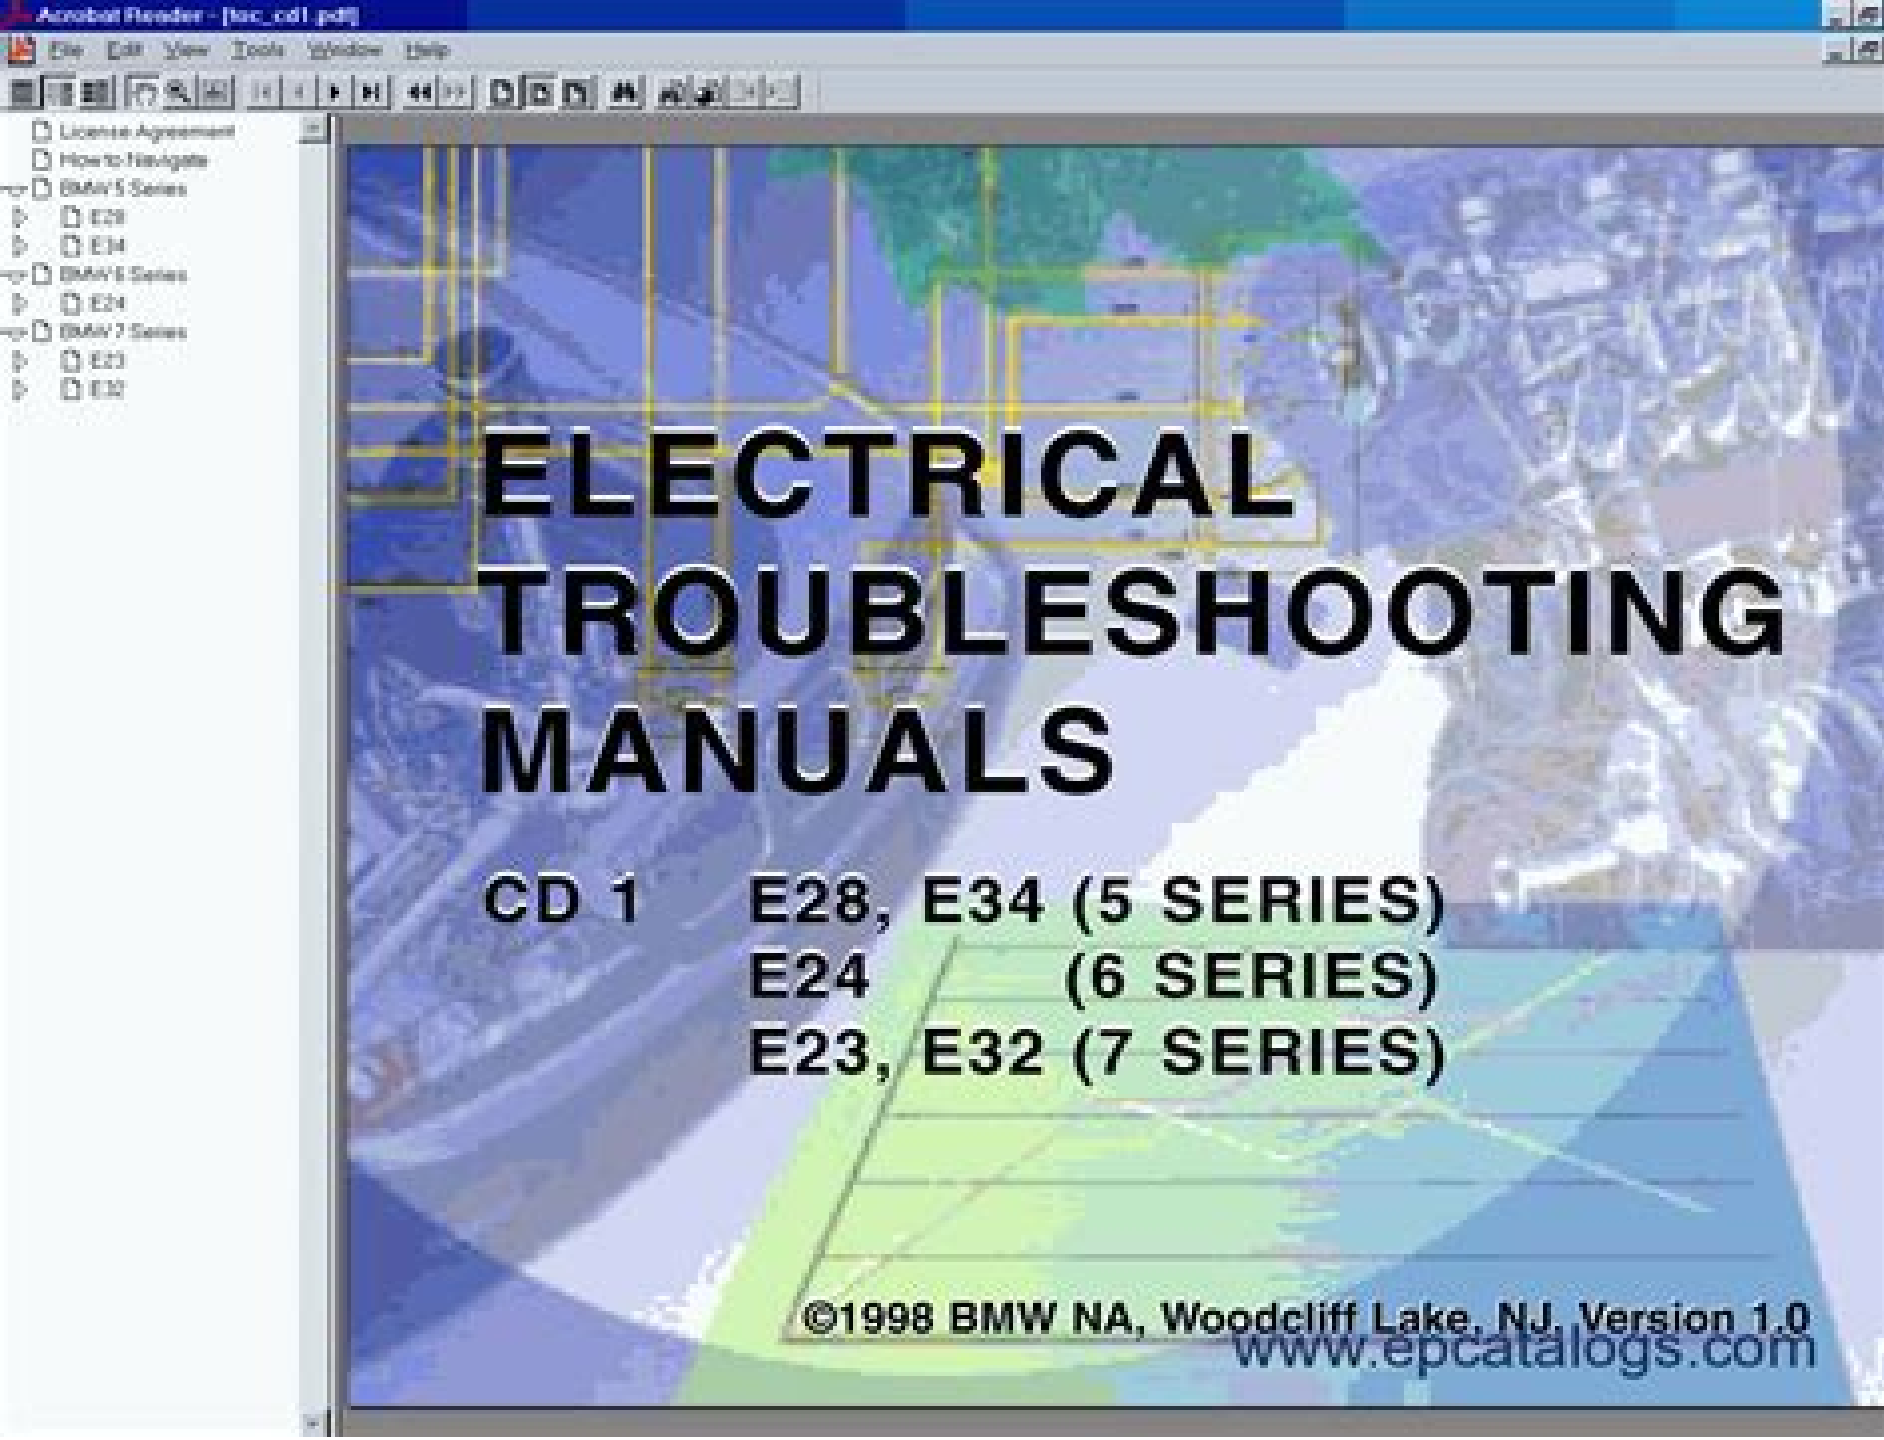 Acrobat Reader - [toc_cd1.pdf]
File Edit View Tools Window Help
License Agreement
How to Navigate
BMW 5 Series
E28
E34
BMW 6 Series
E24
BMW 7 Series
E23
E32
ELECTRICAL
TROUBLESHOOTING
MANUALS
CD 1 E28, E34 (5 SERIES)
E24 (6 SERIES)
E23, E32 (7 SERIES)
©1998 BMW NA, Woodcliff Lake, NJ. Version 1.0
www.epcatalogs.com